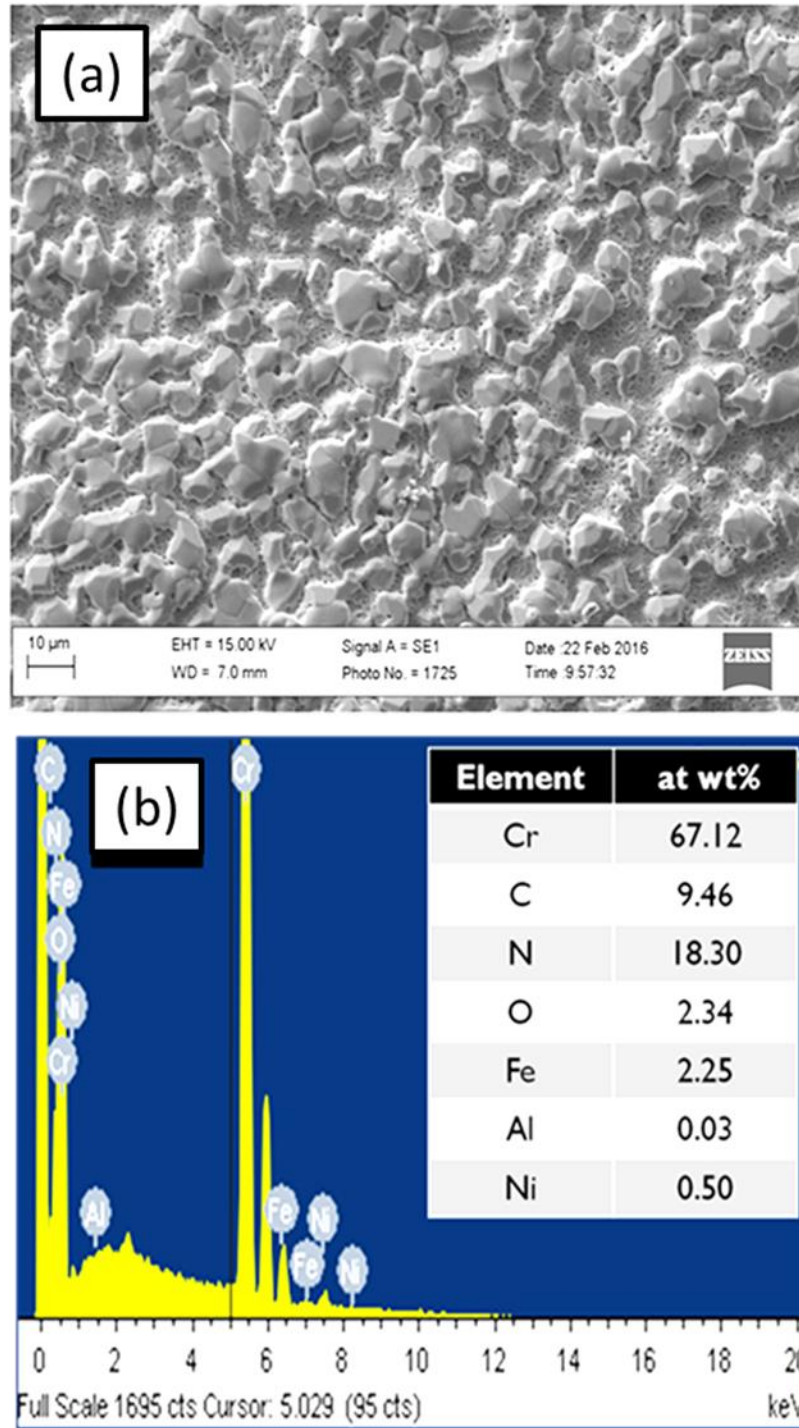 (a)
10 µm
EHT = 15.00 kV
Signal A = SE1
Date :22 Feb 2016
WD = 7.0 mm
Photo No. = 1725
Time :9:57:32
ZEISS
(b)
C
N
Fe
O
Ni
Cr
Al
Cr
Fe
Fe
Ni
Ni
Element at wt%
Cr 67.12
C 9.46
N 18.30
O 2.34
Fe 2.25
Al 0.03
Ni 0.50
0 2 4 6 8 10 12 14 16 18
Full Scale 1695 cts Cursor: 5.029 (95 cts)